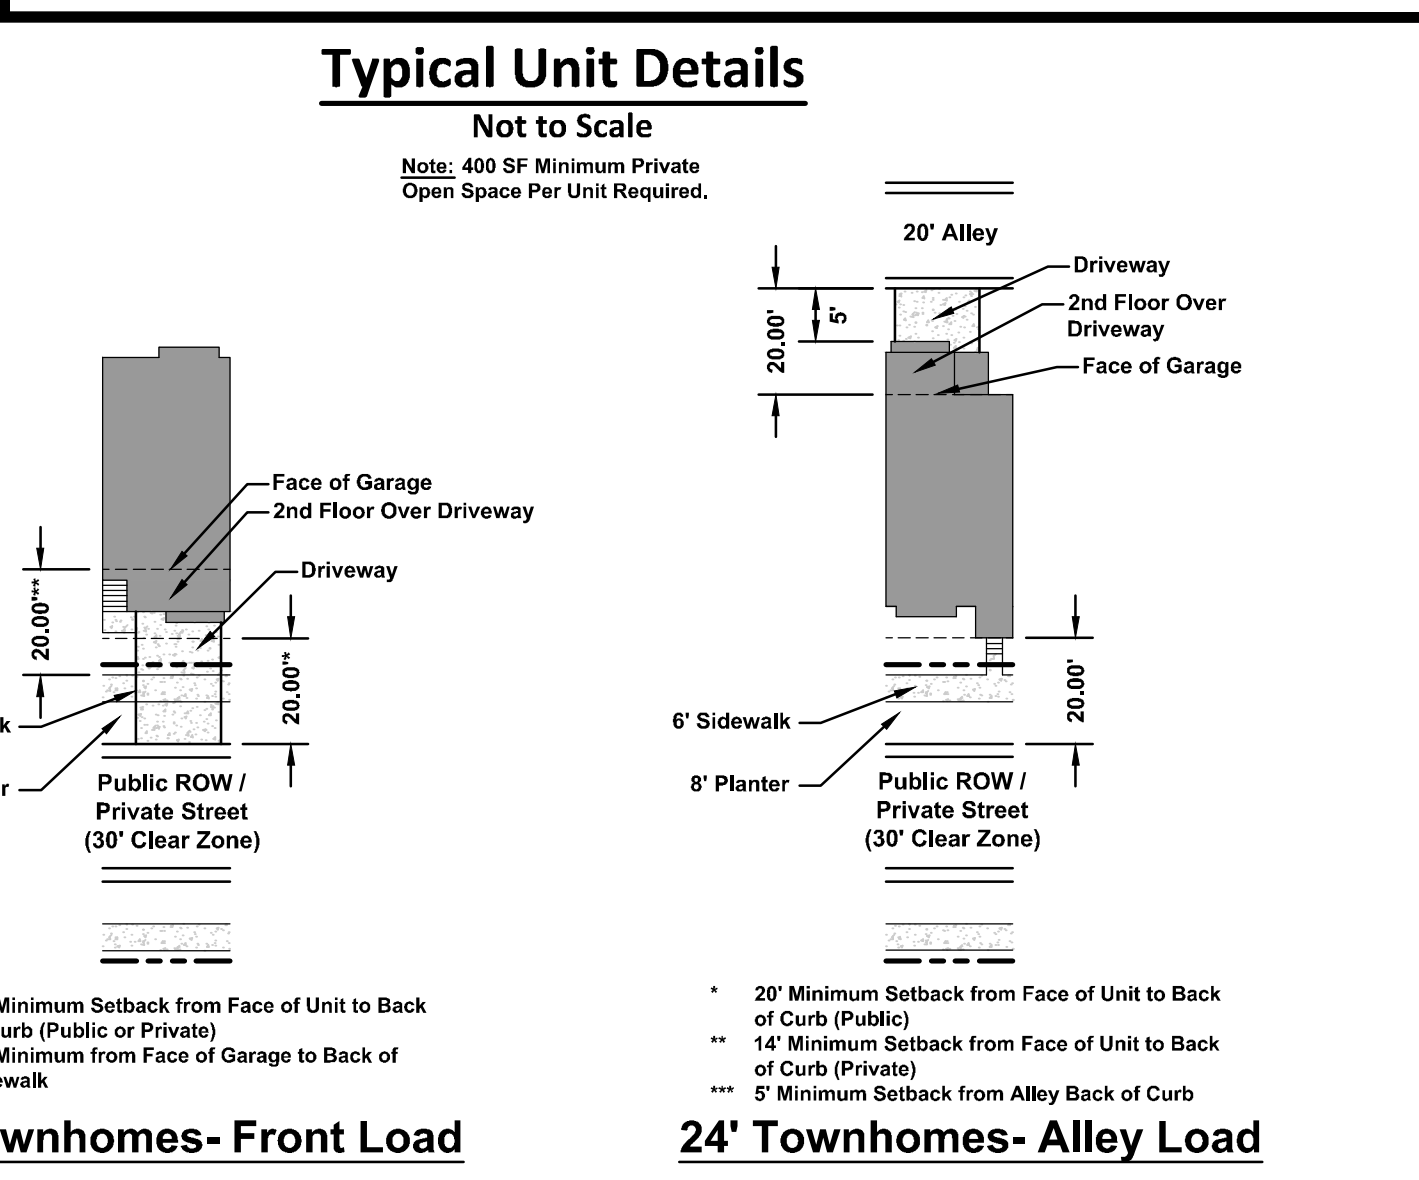 Typical Unit Details
Not to Scale
Note: 400 SF Minimum Private
Open Space Per Unit Required.
Face of Garage
2nd Floor Over Driveway
Driveway
20.00'**
20.00'*
Public ROW /
Private Street
(30' Clear Zone)
Minimum Setback from Face of Unit to Back
(Public or Private)
Minimum from Face of Garage to Back of
Front Load
20' Alley
Driveway
2nd Floor Over
Driveway
Face of Garage
20.00'
5'
6' Sidewalk
8' Planter
20.00'
Public ROW /
Private Street
(30' Clear Zone)
* 20' Minimum Setback from Face of Unit to Back
of Curb (Public)
** 14' Minimum Setback from Face of Unit to Back
of Curb (Private)
*** 5' Minimum Setback from Alley Back of Curb
24' Townhomes- Alley Load